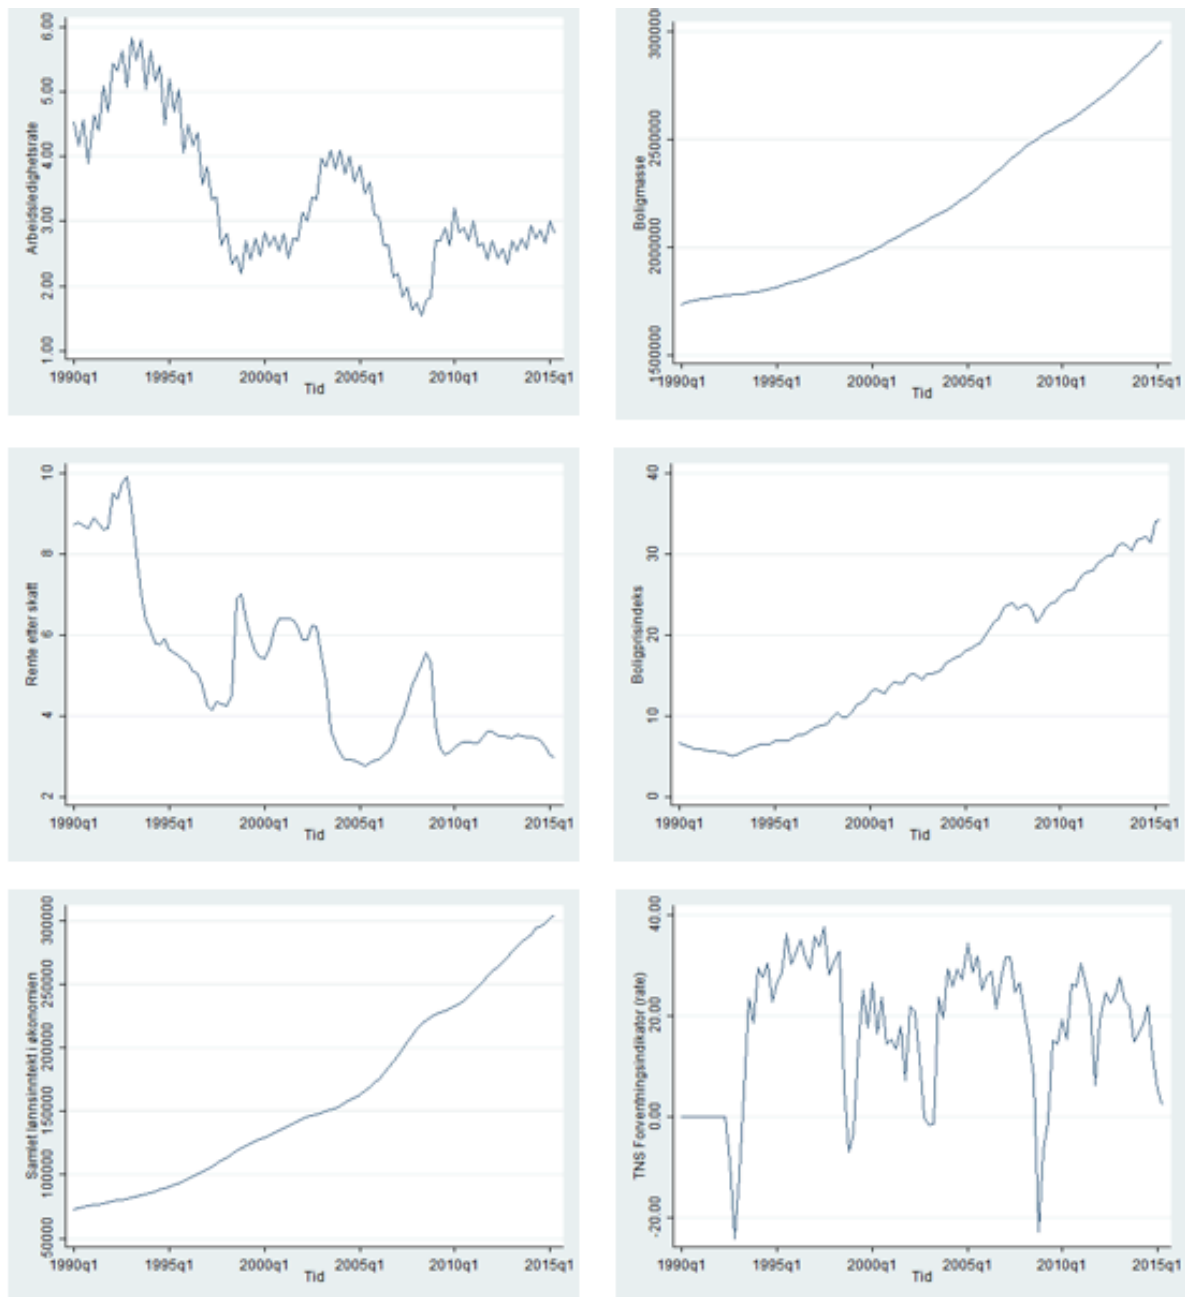 Arbeidsledighetsrate
6.00
5.00
4.00
3.00
2.00
1.00
1990q1 1995q1 2000q1 2005q1 2010q1 2015q1
Tid
Boligmasse
3000000
2500000
2000000
1500000
1990q1 1995q1 2000q1 2005q1 2010q1 2015q1
Tid
Rente etter skatt
10
8
6
4
2
1990q1 1995q1 2000q1 2005q1 2010q1 2015q1
Tid
Boligprisindeks
40
30
20
10
0
1990q1 1995q1 2000q1 2005q1 2010q1 2015q1
Tid
Samlet lønnsinntekt i økonomien
300000
250000
200000
150000
100000
50000
1990q1 1995q1 2000q1 2005q1 2010q1 2015q1
Tid
TNS Forventningsindikator (rate)
40.00
20.00
0.00
-20.00
1990q1 1995q1 2000q1 2005q1 2010q1 2015q1
Tid